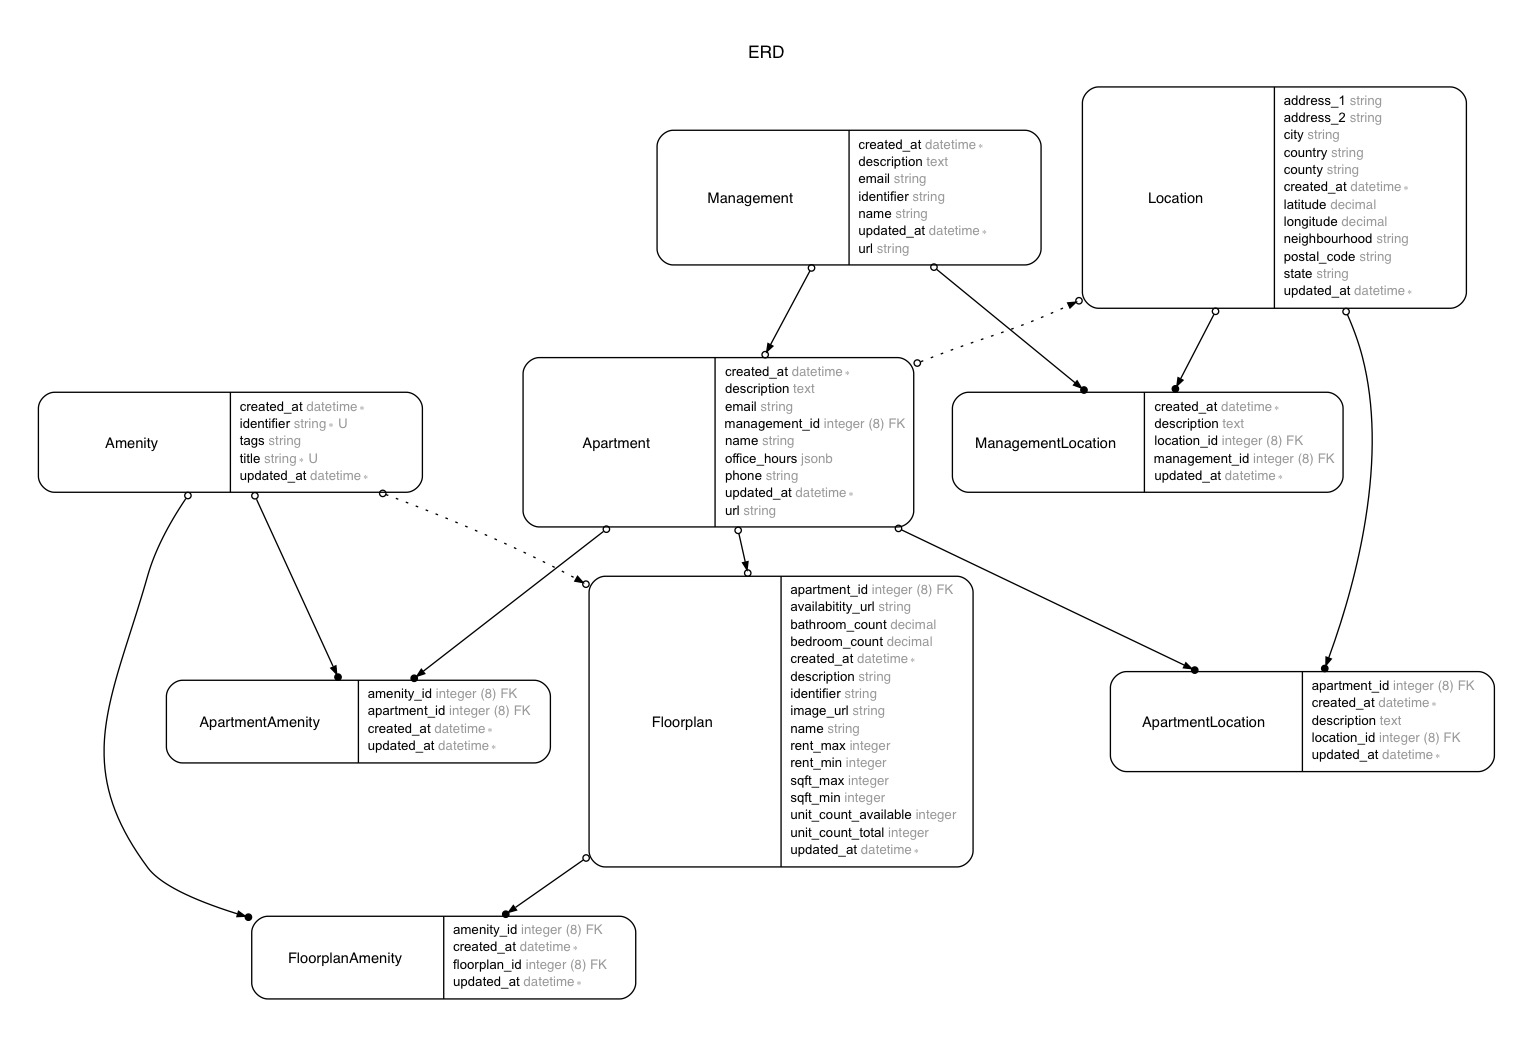 ERD
Management
created_at datetime ∗
description text
email string
identifier string
name string
updated_at datetime ∗
url string
Location
address_1 string
address_2 string
city string
country string
county string
created_at datetime ∗
latitude decimal
longitude decimal
neighbourhood string
postal_code string
state string
updated_at datetime ∗
Amenity
created_at datetime ∗
identifier string ∗ U
tags string
title string ∗ U
updated_at datetime ∗
Apartment
created_at datetime ∗
description text
email string
management_id integer (8) FK
name string
office_hours jsonb
phone string
updated_at datetime ∗
url string
ManagementLocation
created_at datetime ∗
description text
location_id integer (8) FK
management_id integer (8) FK
updated_at datetime ∗
ApartmentAmenity
amenity_id integer (8) FK
apartment_id integer (8) FK
created_at datetime ∗
updated_at datetime ∗
Floorplan
apartment_id integer (8) FK
availabitity_url string
bathroom_count decimal
bedroom_count decimal
created_at datetime ∗
description string
identifier string
image_url string
name string
rent_max integer
rent_min integer
sqft_max integer
sqft_min integer
unit_count_available integer
unit_count_total integer
updated_at datetime ∗
ApartmentLocation
apartment_id integer (8) FK
created_at datetime ∗
description text
location_id integer (8) FK
updated_at datetime ∗
FloorplanAmenity
amenity_id integer (8) FK
created_at datetime ∗
floorplan_id integer (8) FK
updated_at datetime ∗